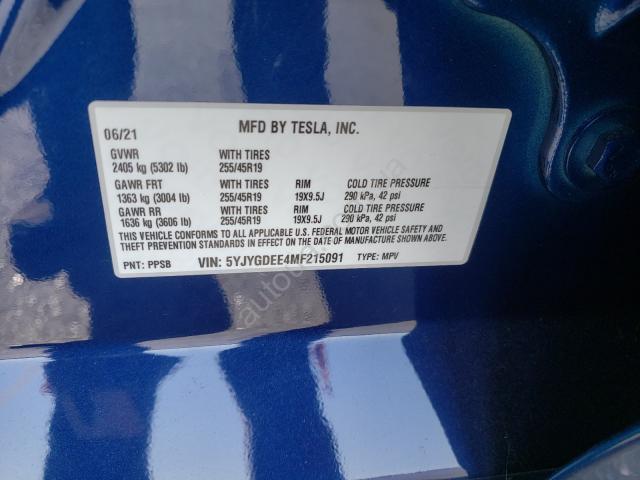 06/21 MFD BY TESLA, INC.
GVWR WITH TIRES
2405 kg (5302 lb) 255/45R19
GAWR FRT WITH TIRES RIM COLD TIRE PRESSURE
1363 kg (3004 lb) 255/45R19 19X9.5J 290 kPa, 42 psi
GAWR RR WITH TIRES RIM COLD TIRE PRESSURE
1636 kg (3606 lb) 255/45R19 19X9.5J 290 kPa, 42 psi
THIS VEHICLE CONFORMS TO ALL APPLICABLE U.S. FEDERAL MOTOR VEHICLE SAFETY AND
THEFT PREVENTION STANDARDS IN EFFECT ON THE DATE OF MANUFACTURE SHOWN ABOVE.
PNT: PPSB VIN: 5YJYGDEE4MF215091 TYPE: MPV